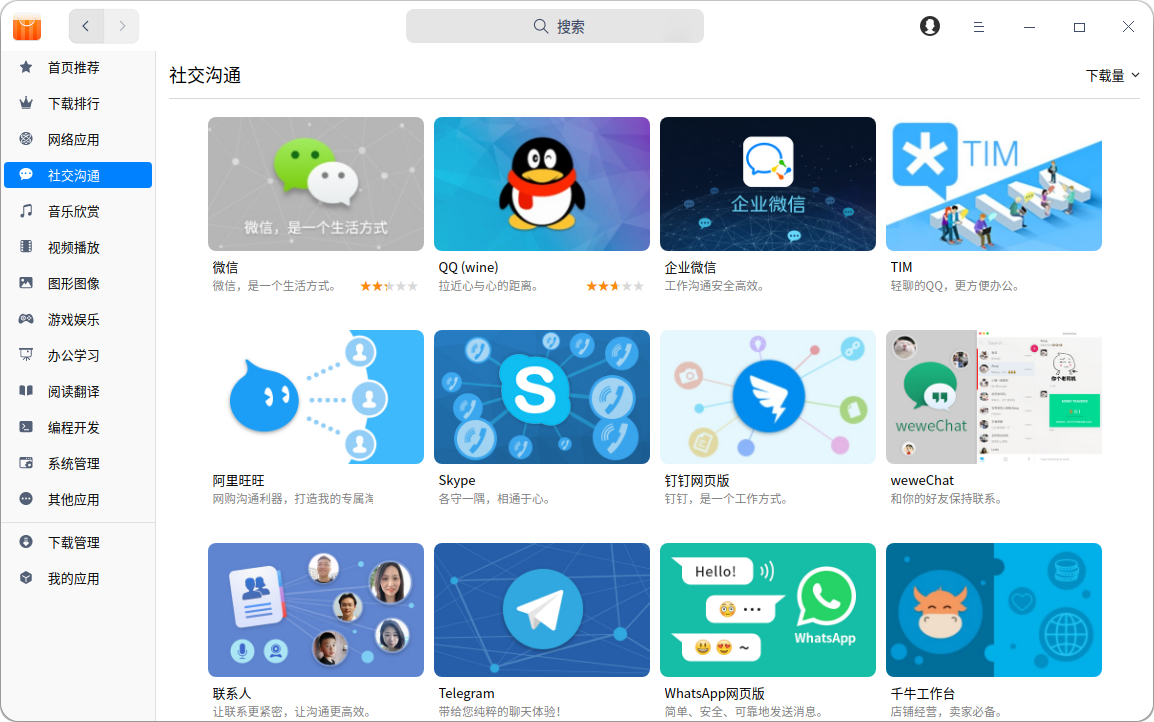 搜索
首页推荐
下载排行
网络应用
社交沟通
音乐欣赏
视频播放
图形图像
游戏娱乐
办公学习
阅读翻译
编程开发
系统管理
其他应用
下载管理
我的应用
社交沟通
下载量
微信，是一个生活方式
企业微信
TIM
微信
微信，是一个生活方式。
QQ (wine)
拉近心与心的距离。
企业微信
工作沟通安全高效。
TIM
轻聊的QQ，更方便办公。
S
weweChat
你个老司机
阿里旺旺
网购沟通利器，打造我的专属淘
Skype
各守一隅，相通于心。
钉钉网页版
钉钉，是一个工作方式。
weweChat
和你的好友保持联系。
Hello!
WhatsApp
联系人
让联系更紧密，让沟通更高效。
Telegram
带给您纯粹的聊天体验！
WhatsApp网页版
简单、安全、可靠地发送消息。
千牛工作台
店铺经营，卖家必备。